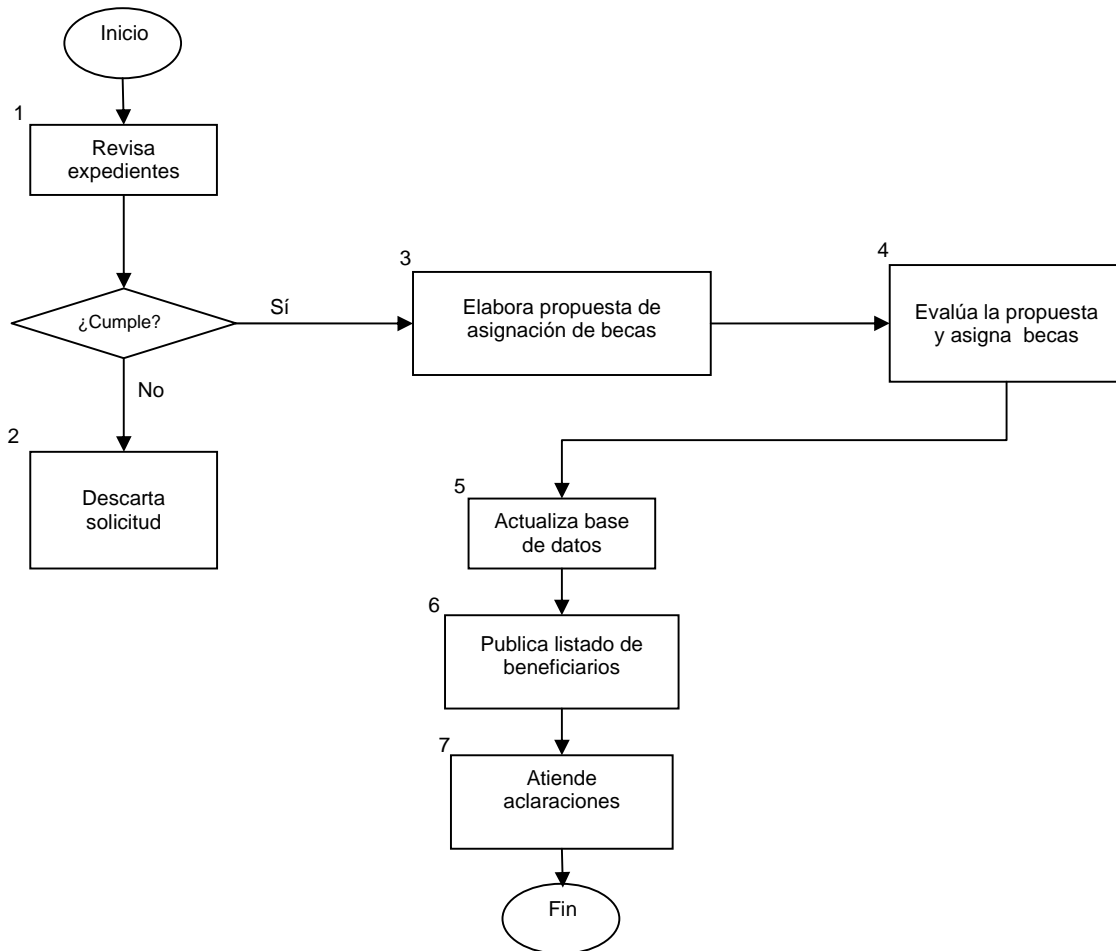 Inicio
1
Revisa
expedientes
¿Cumple?
Sí
No
2
Descarta
solicitud
3
Elabora propuesta de
asignación de becas
4
Evalúa la propuesta
y asigna becas
5
Actualiza base
de datos
6
Publica listado de
beneficiarios
7
Atiende
aclaraciones
Fin